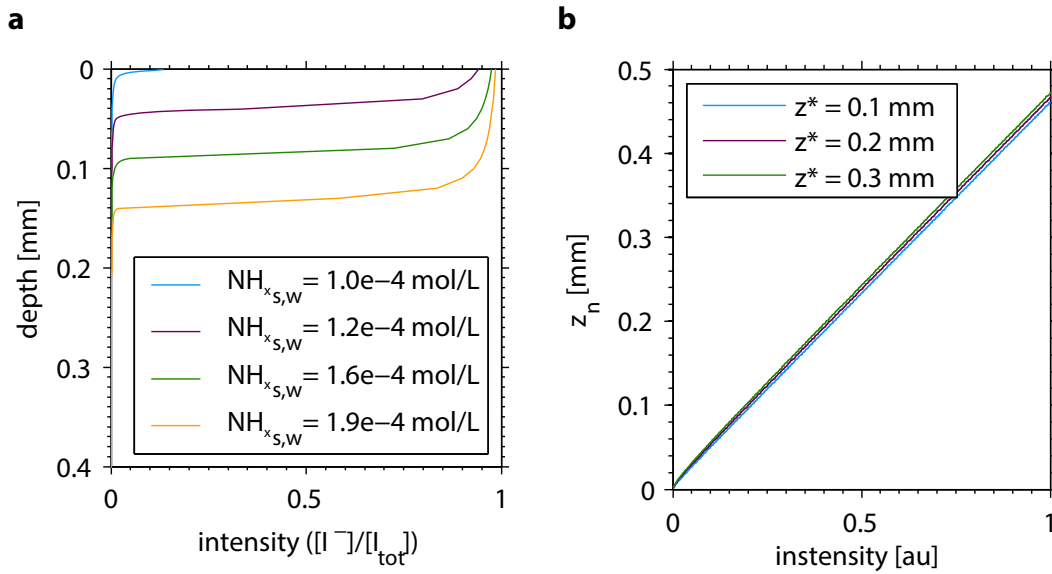 a
0
0.1
0.2
0.3
0.4
depth [mm]
NHₓs,w = 1.0e−4 mol/L
NHₓs,w = 1.2e−4 mol/L
NHₓs,w = 1.6e−4 mol/L
NHₓs,w = 1.9e−4 mol/L
0 0.5 1
intensity ([I⁻]/[Itot])
b
0.5
0.4
0.3
0.2
0.1
0
zn [mm]
z* = 0.1 mm
z* = 0.2 mm
z* = 0.3 mm
0 0.5 1
instensity [au]